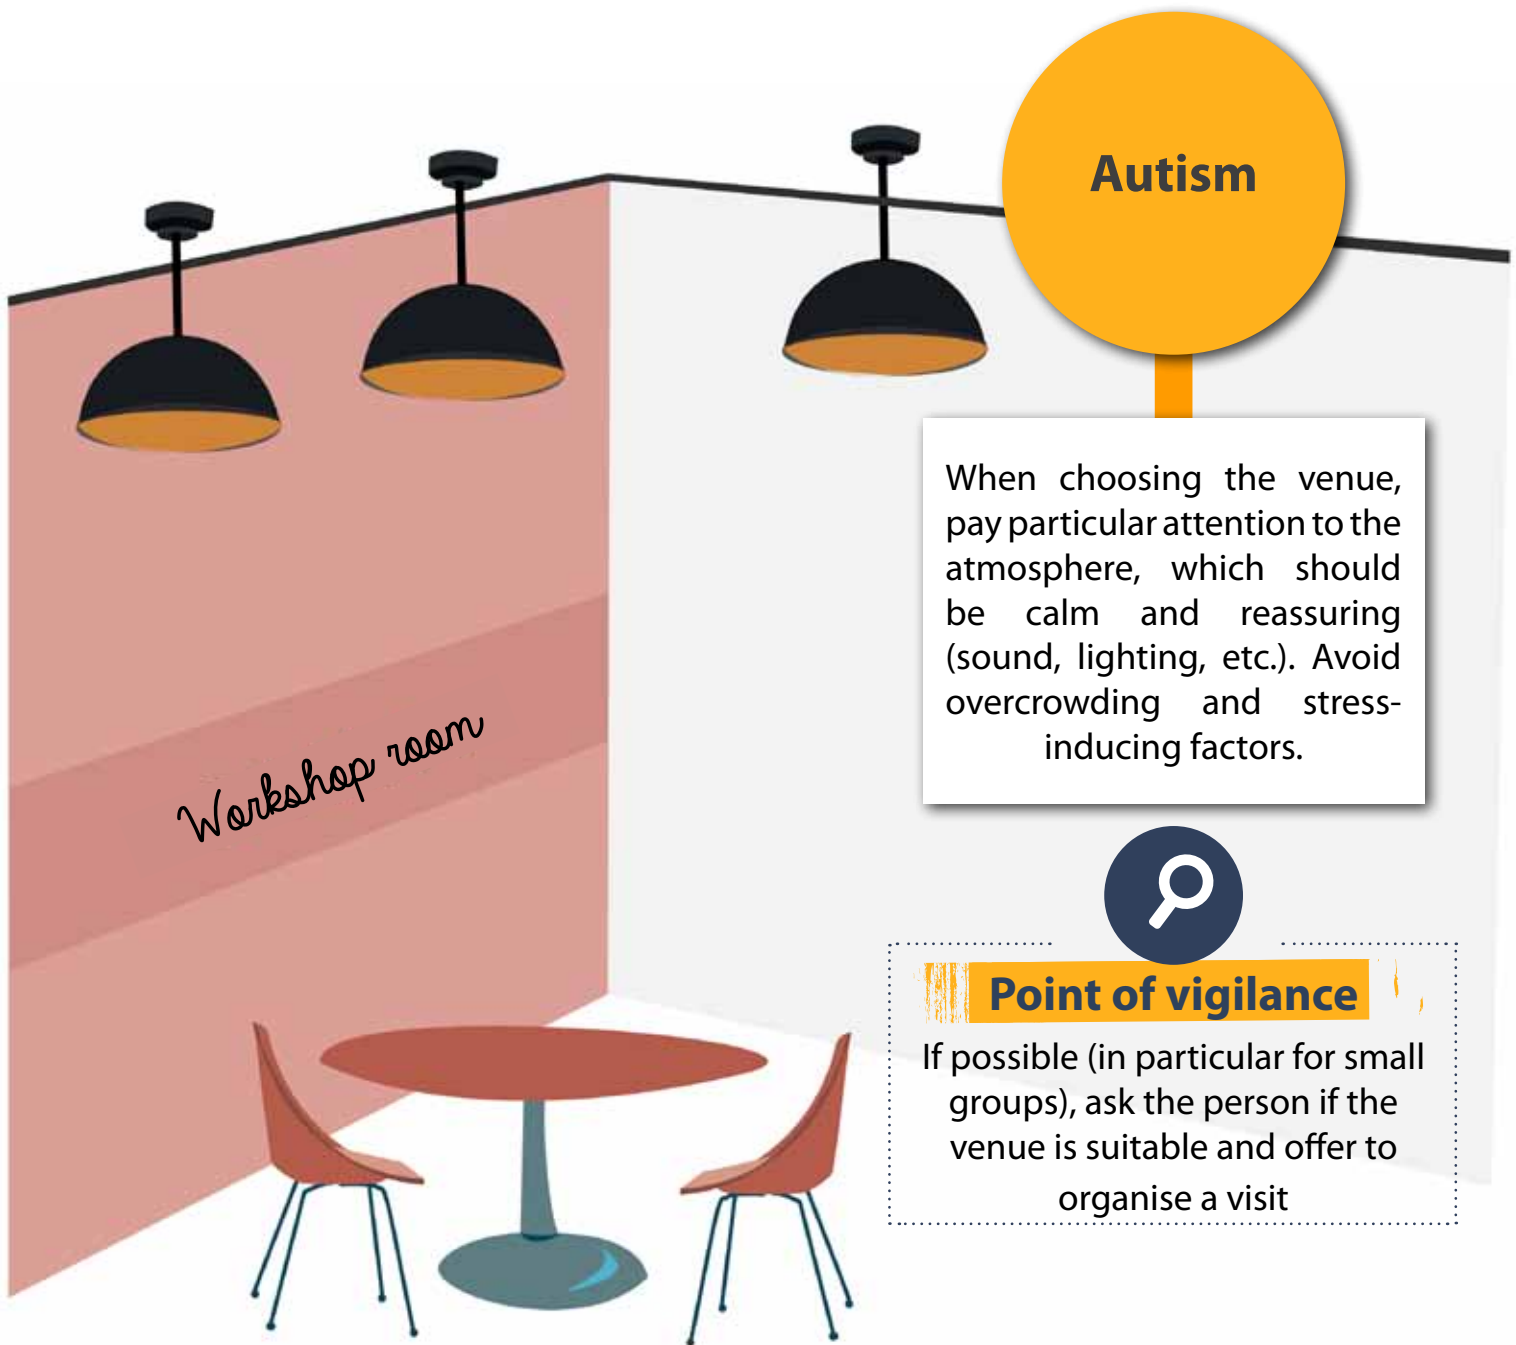 Autism
When choosing the venue,
pay particular attention to the
atmosphere, which should
be calm and reassuring
(sound, lighting, etc.). Avoid
overcrowding and stress-
inducing factors.
Workshop room
Point of vigilance
If possible (in particular for small
groups), ask the person if the
venue is suitable and offer to
organise a visit